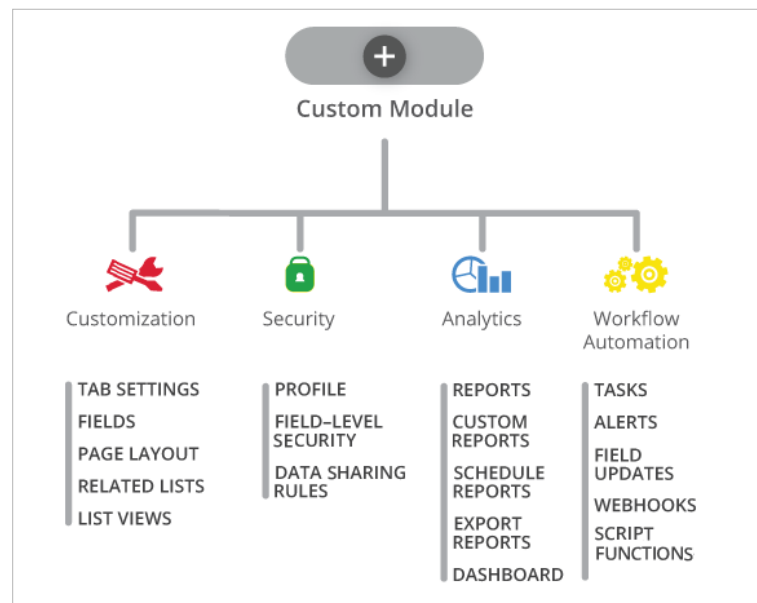 Custom Module
Customization
Security
Analytics
Workflow
Automation
TAB SETTINGS
FIELDS
PAGE LAYOUT
RELATED LISTS
LIST VIEWS
PROFILE
FIELD–LEVEL
SECURITY
DATA SHARING
RULES
REPORTS
CUSTOM
REPORTS
SCHEDULE
REPORTS
EXPORT
REPORTS
DASHBOARD
TASKS
ALERTS
FIELD
UPDATES
WEBHOOKS
SCRIPT
FUNCTIONS